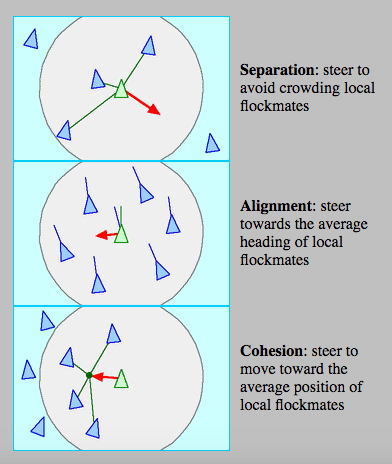 Separation: steer to
avoid crowding local
flockmates
Alignment: steer
towards the average
heading of local
flockmates
Cohesion: steer to
move toward the
average position of
local flockmates